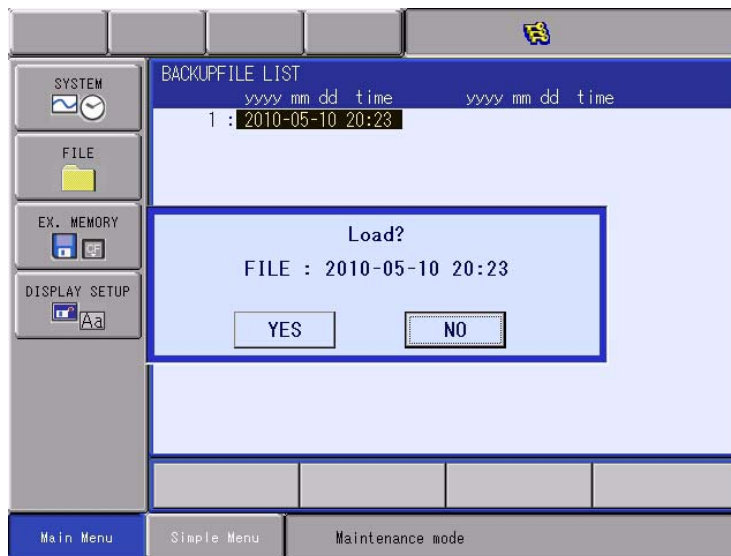 SYSTEM
FILE
EX. MEMORY
CF
DISPLAY SETUP
Aa
BACKUPFILE LIST
yyyy mm dd time yyyy mm dd time
1 : 2010-05-10 20:23
Load?
FILE : 2010-05-10 20:23
YES NO
Main Menu Simple Menu Maintenance mode